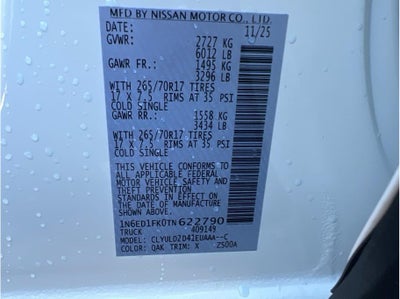 MFD BY NISSAN MOTOR CO., LTD.
DATE: 11/25
GVWR: 2727 KG
6012 LB
GAWR FR.: 1495 KG
3296 LB
WITH 265/70R17 TIRES
17 X 7.5 RIMS AT 35 PSI
COLD SINGLE
GAWR RR.: 1558 KG
3434 LB
WITH 265/70R17 TIRES
17 X 7.5 RIMS AT 35 PSI
COLD SINGLE
THIS VEHICLE CONFORMS TO
ALL APPLICABLE FEDERAL
MOTOR VEHICLE SAFETY AND
THEFT PREVENTION
STANDARDS IN EFFECT ON
THE DATE OF MANUFACTURE
SHOWN ABOVE.
1N6ED1FK0TN622790
TRUCK 409149
MODEL:
COLOR: QAK TRIM: X 2S00A